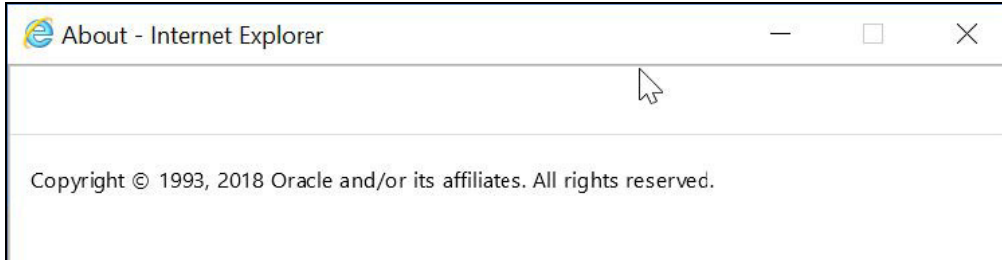 About - Internet Explorer
Copyright © 1993, 2018 Oracle and/or its affiliates. All rights reserved.